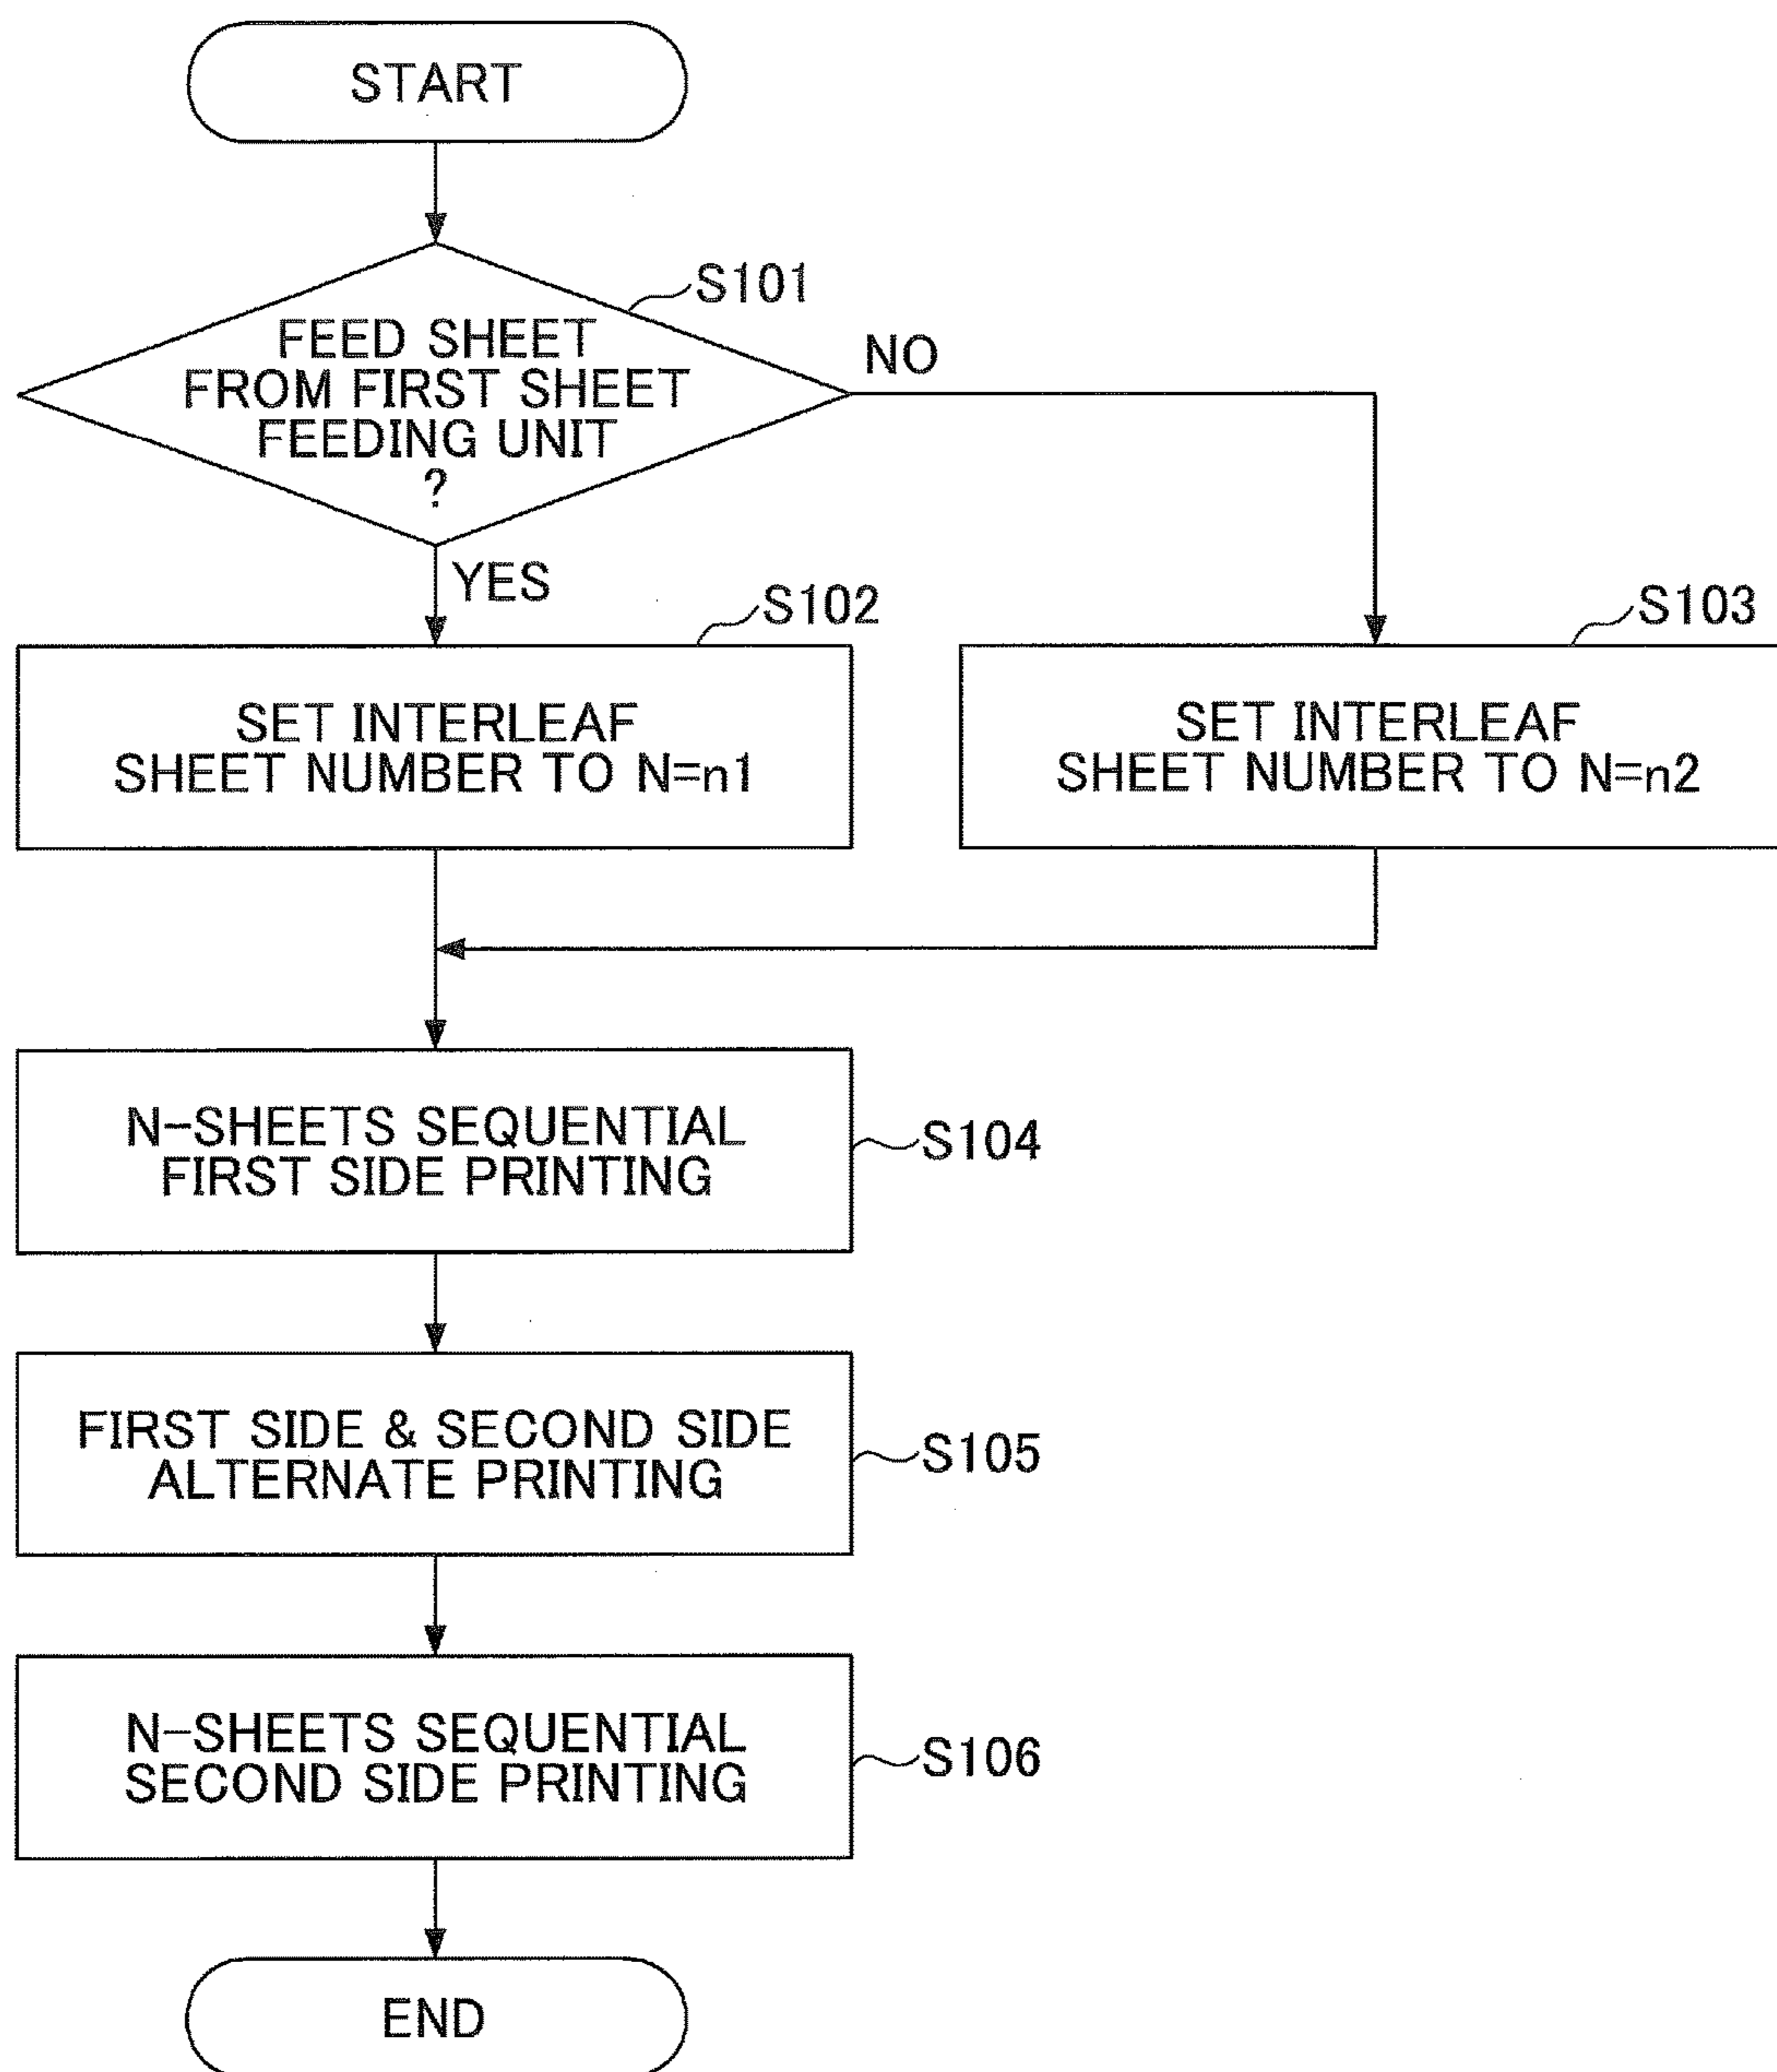 START
S101
FEED SHEET
FROM FIRST SHEET
FEEDING UNIT
?
NO
YES
S102
SET INTERLEAF
SHEET NUMBER TO N=n1
S103
SET INTERLEAF
SHEET NUMBER TO N=n2
N-SHEETS SEQUENTIAL
FIRST SIDE PRINTING
S104
FIRST SIDE & SECOND SIDE
ALTERNATE PRINTING
S105
N-SHEETS SEQUENTIAL
SECOND SIDE PRINTING
S106
END